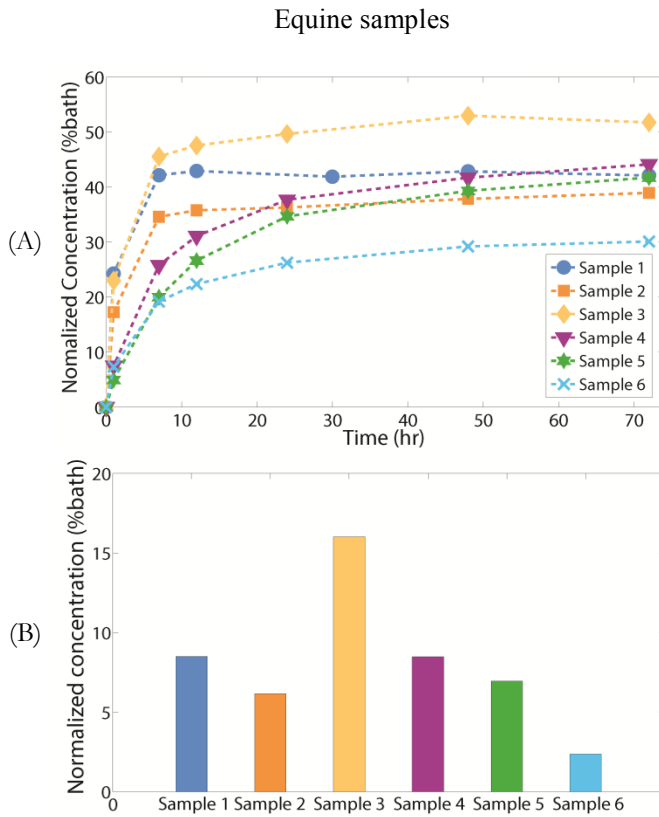 Equine samples
(A)
Nomalized Concentration (%bath)
60
50
40
30
20
10
0
0 10 20 30 40 50 60 70
Time (hr)
Sample 1
Sample 2
Sample 3
Sample 4
Sample 5
Sample 6
(B)
Normalized concentration (%bath)
20
15
10
5
0
0 Sample 1 Sample 2 Sample 3 Sample 4 Sample 5 Sample 6